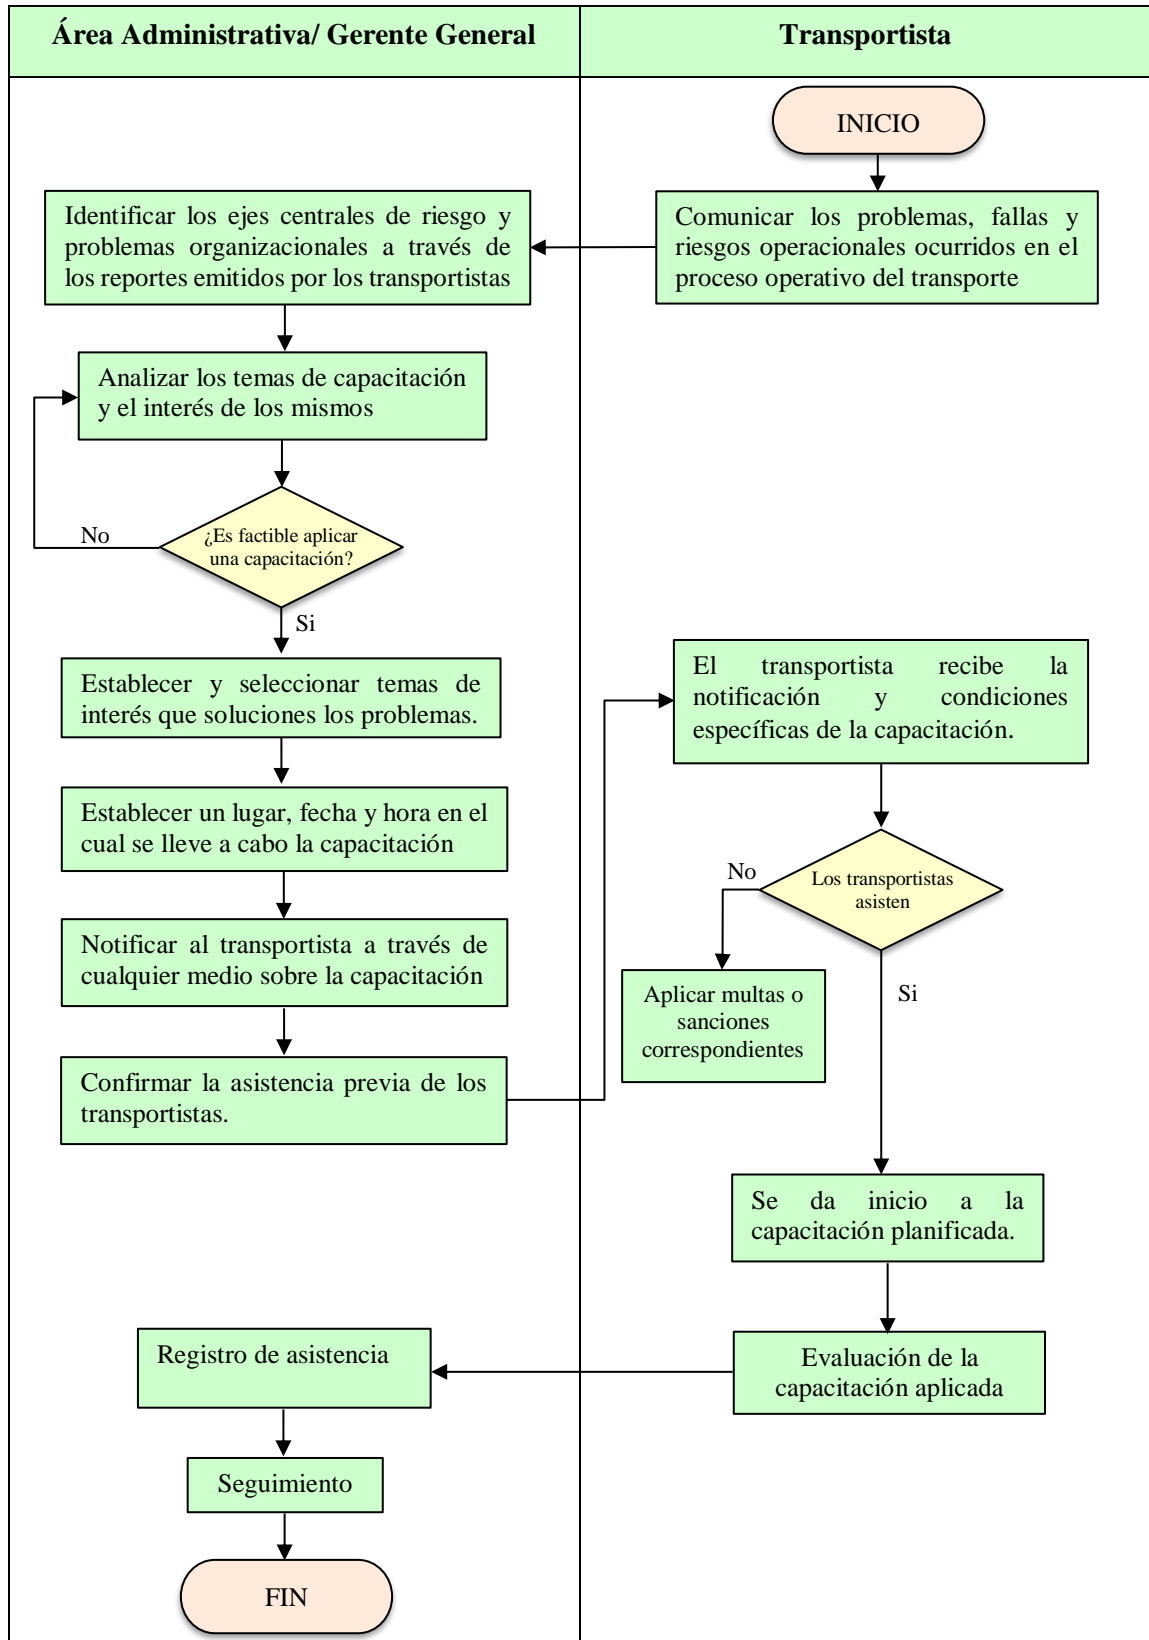 Área Administrativa/ Gerente General
Transportista
INICIO
Comunicar los problemas, fallas y
riesgos operacionales ocurridos en el
proceso operativo del transporte
Identificar los ejes centrales de riesgo y
problemas organizacionales a través de
los reportes emitidos por los transportistas
Analizar los temas de capacitación
y el interés de los mismos
¿Es factible aplicar
una capacitación?
No
Si
Establecer y seleccionar temas de
interés que soluciones los problemas.
Establecer un lugar, fecha y hora en el
cual se lleve a cabo la capacitación
Notificar al transportista a través de
cualquier medio sobre la capacitación
Confirmar la asistencia previa de los
transportistas.
El transportista recibe la
notificación y condiciones
específicas de la capacitación.
Los transportistas
asisten
No
Aplicar multas o
sanciones
correspondientes
Si
Se da inicio a la
capacitación planificada.
Evaluación de la
capacitación aplicada
Registro de asistencia
Seguimiento
FIN